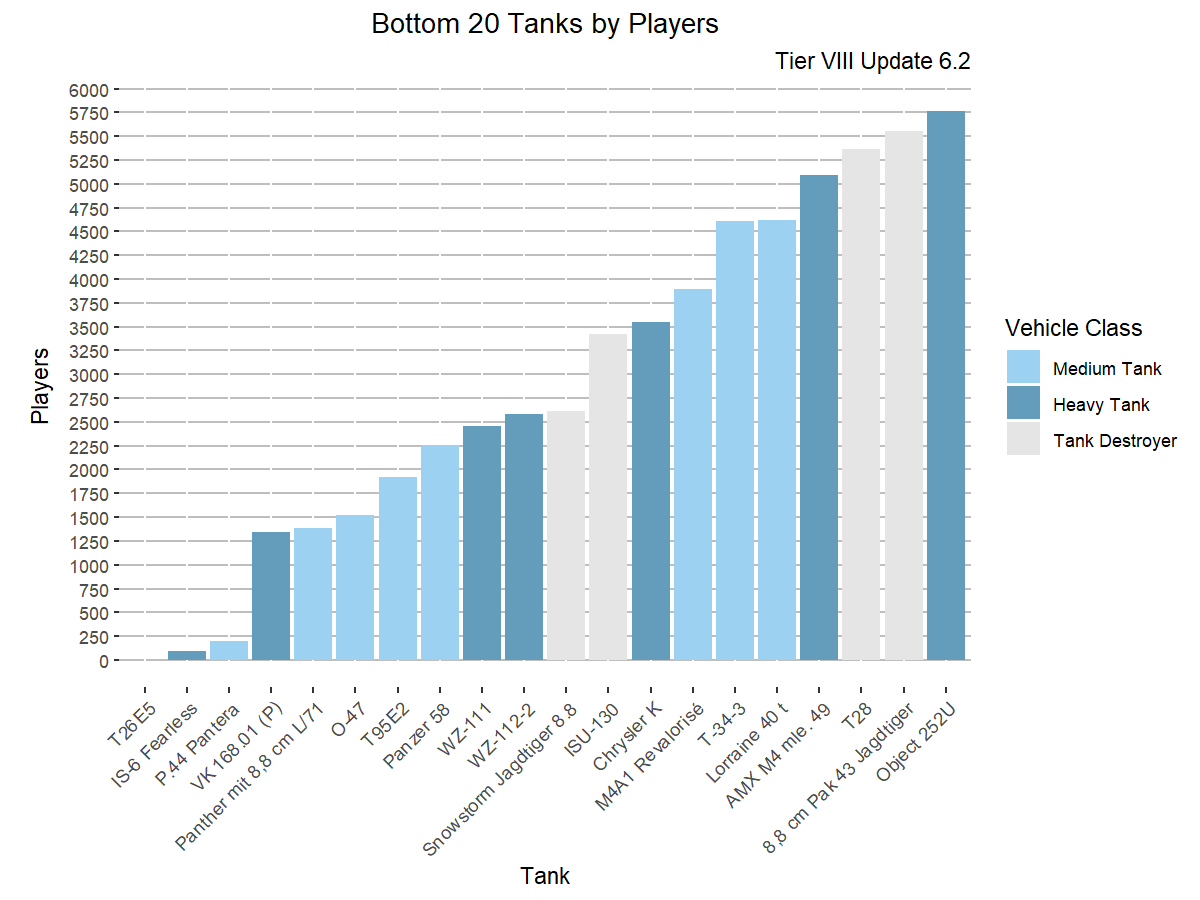 Bottom 20 Tanks by Players
Tier VIII Update 6.2
6000
5750
5500
5250
5000
4750
4500
4250
4000
3750
3500
3250
3000
2750
2500
2250
2000
1750
1500
1250
1000
750
500
250
0
Players
T26E5
IS-6 Fearless
P.44 Pantera
VK 168.01 (P)
Panther mit 8,8 cm L/71
O-47
T95E2
Panzer 58
WZ-111
WZ-112-2
Snowstorm Jagdtiger 8.8
ISU-130
Chrysler K
M4A1 Revalorisé
T-34-3
Lorraine 40 t
AMX M4 mle. 49
T28
8,8 cm Pak 43 Jagdtiger
Object 252U
Tank
Vehicle Class
Medium Tank
Heavy Tank
Tank Destroyer